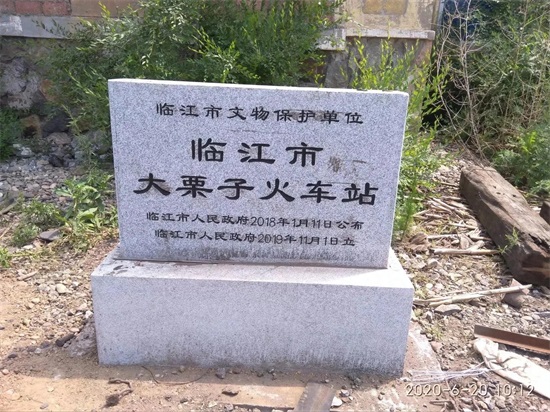 临江市文物保护单位
临江市
大栗子火车站
临江市人民政府2018年1月11日公布
临江市人民政府2019年11月1日立
2020-6-20 10:12